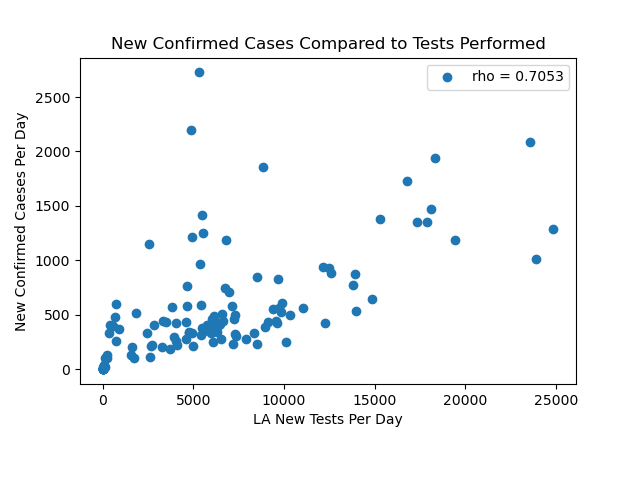 New Confirmed Cases Compared to Tests Performed
rho = 0.7053
New Confirmed Caeses Per Day
2500
2000
1500
1000
500
0
0 5000 10000 15000 20000 25000
LA New Tests Per Day